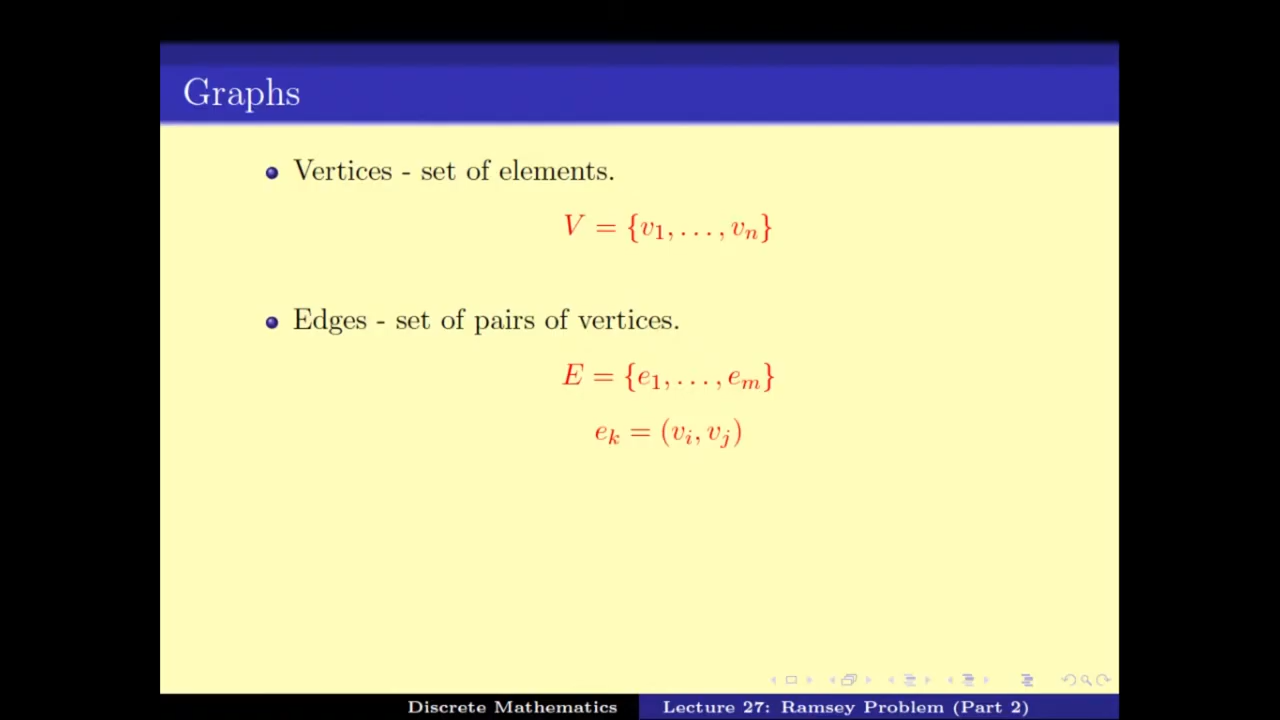 Graphs
Vertices - set of elements.
V = {v₁, . . . , vₙ}
Edges - set of pairs of vertices.
E = {e₁, . . . , eₘ}
eₖ = (vᵢ, vⱼ)
Discrete Mathematics Lecture 27: Ramsey Problem (Part 2)